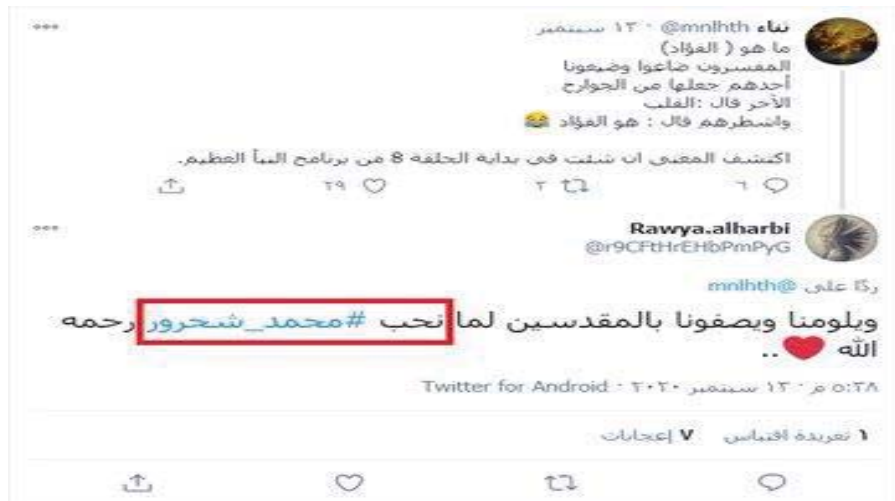 ثناء @mnlhth · ١٣ سبتمبر
ما هو ( الفؤاد)
المفسرون ضاعوا وضيعونا
أحدهم جعلها من الجوارح
الآخر قال :القلب
واشطرهم قال : هو الفؤاد 😂
اكتشف المعنى ان شئت في بداية الحلقة 8 من برنامج النبأ العظيم.
٦ ٢ ٢٩
Rawya.alharbi
@r9CFtHrEHbPmPyG
ردًا على @mnlhth
ويلومنا ويصفونا بالمقدسين لما نحب #محمد_شحرور رحمه
الله ❤️..
٥:٣٨ م · ١٣ سبتمبر ٢٠٢٠ · Twitter for Android
١ تغريدة اقتباس ٧ إعجابات